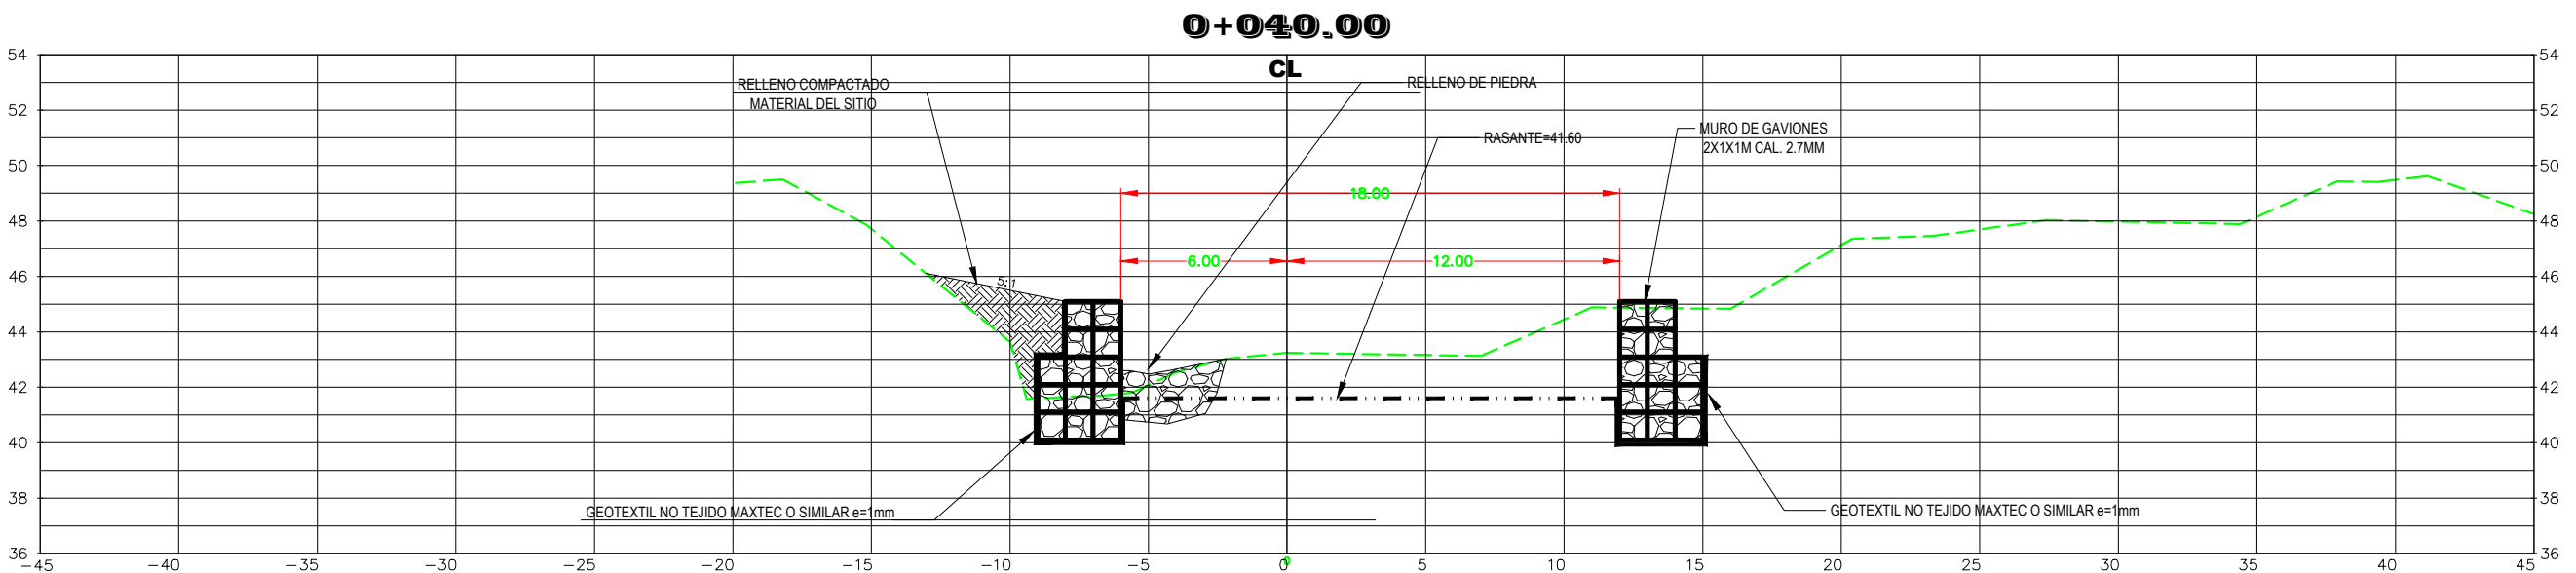 0+040.00
CL
54
52
50
48
46
44
42
40
38
36
54
52
50
48
46
44
42
40
38
36
RELLENO COMPACTADO
MATERIAL DEL SITIO
RELLENO DE PIEDRA
RASANTE=41.60
MURO DE GAVIONES
2X1X1M CAL. 2.7MM
18.00
6.00
12.00
5:1
GEOTEXTIL NO TEJIDO MAXTEC O SIMILAR e=1mm
GEOTEXTIL NO TEJIDO MAXTEC O SIMILAR e=1mm
-45 -40 -35 -30 -25 -20 -15 -10 -5 0 0 5 10 15 20 25 30 35 40 45